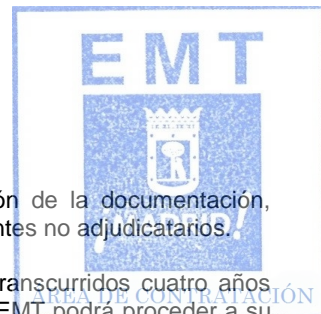 EMT
¡MADRID!
ón de la documentación,
ntes no adjudicatarios.
ranscurridos cuatro años
ÁREA DE CONTRATACIÓN
EMT podrá proceder a su